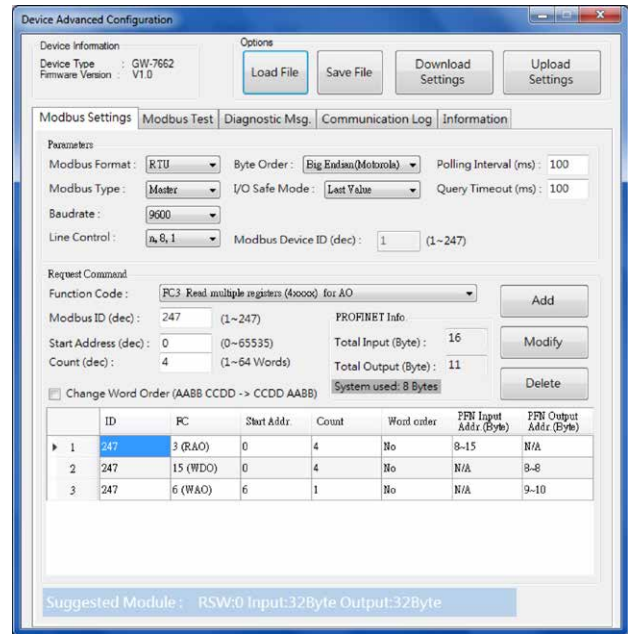 Device Advanced Configuration
Device Information
Device Type : GW-7662
Firmware Version : V1.0
Options
Load File Save File Download Settings Upload Settings
Modbus Settings Modbus Test Diagnostic Msg. Communication Log Information
Parameters
Modbus Format : RTU Byte Order : Big Endian(Motorola) Polling Interval (ms) : 100
Modbus Type : Master I/O Safe Mode : Last Value Query Timeout (ms) : 100
Baudrate : 9600
Line Control : n, 8, 1 Modbus Device ID (dec) : 1 (1~247)
Request Command
Function Code : FC3 Read multiple registers (4xxxx) for AO Add
Modbus ID (dec) : 247 (1~247) PROFINET Info.
Start Address (dec) : 0 (0~65535) Total Input (Byte) : 16 Modify
Count (dec) : 4 (1~64 Words) Total Output (Byte) : 11
Change Word Order (AABB CCDD -> CCDD AABB) System used: 8 Bytes Delete
ID FC Start Addr. Count Word order PFN Input Addr.(Byte) PFN Output Addr.(Byte)
1 247 3 (RAO) 0 4 No 8~15 N/A
2 247 15 (WDO) 0 4 No N/A 8~8
3 247 6 (WAO) 6 1 No N/A 9~10
Suggested Module : RSW:0 Input:32Byte Output:32Byte